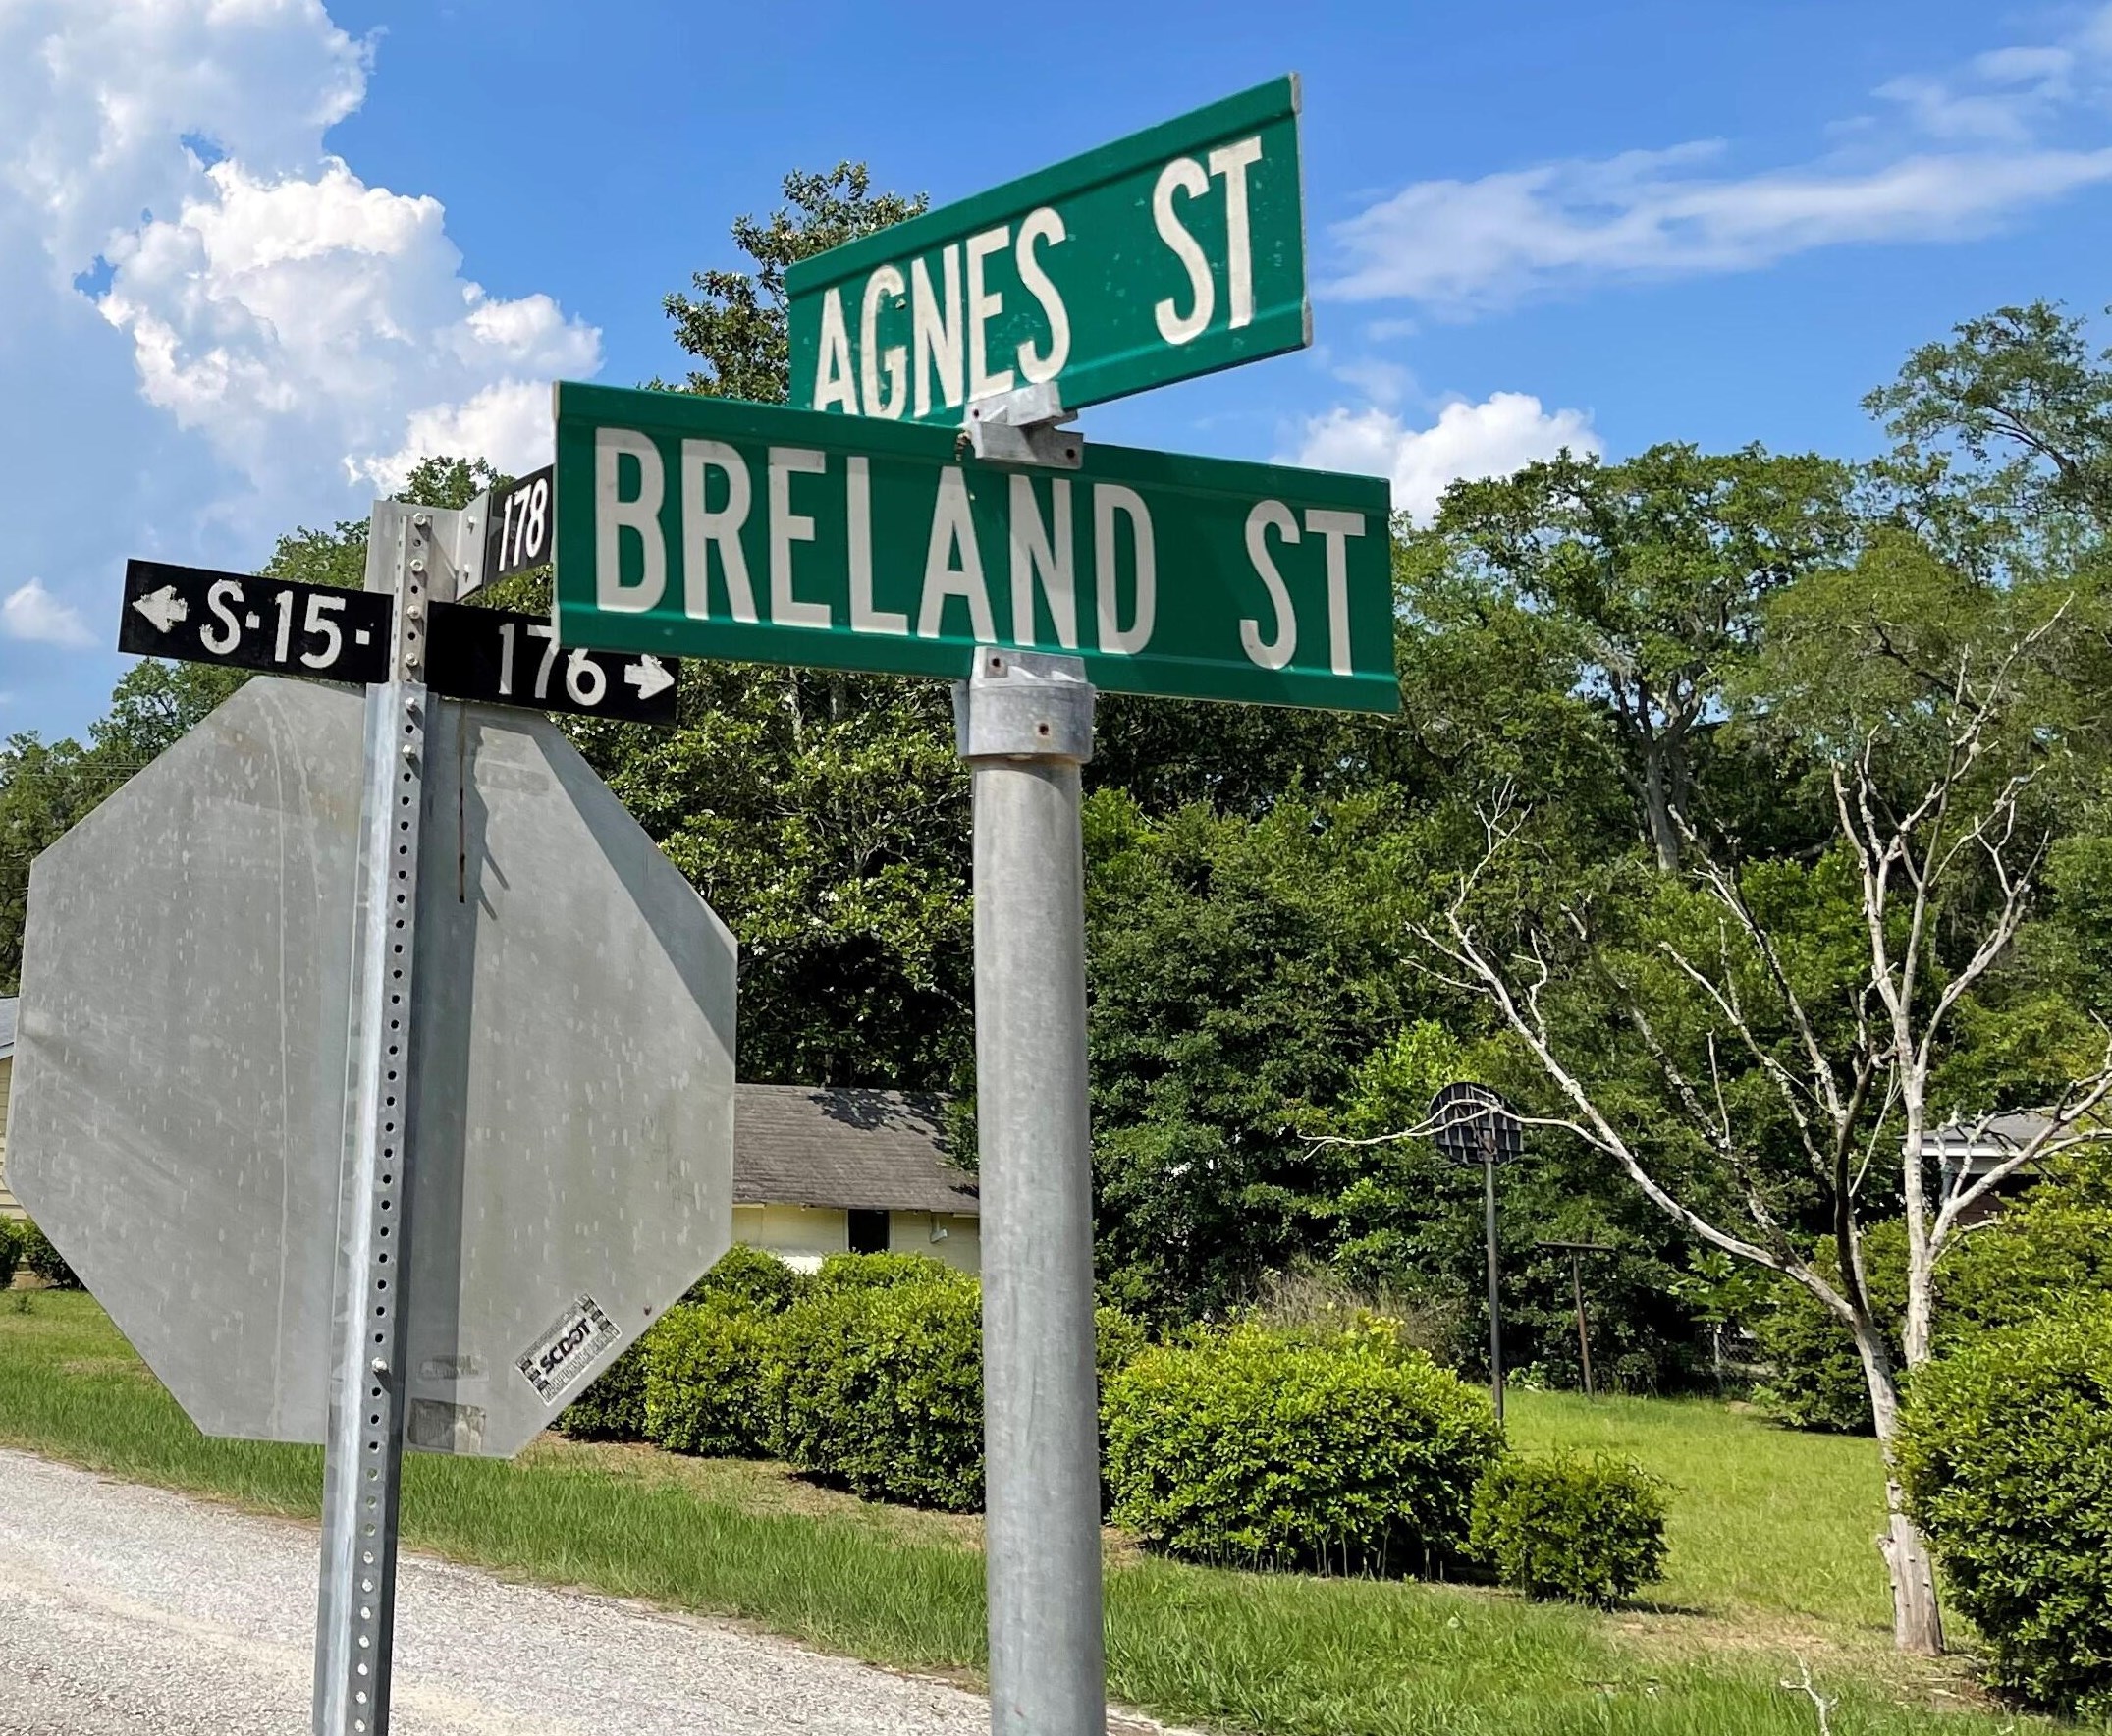 AGNES ST
BRELAND ST
178
S-15-
176
SCDOT